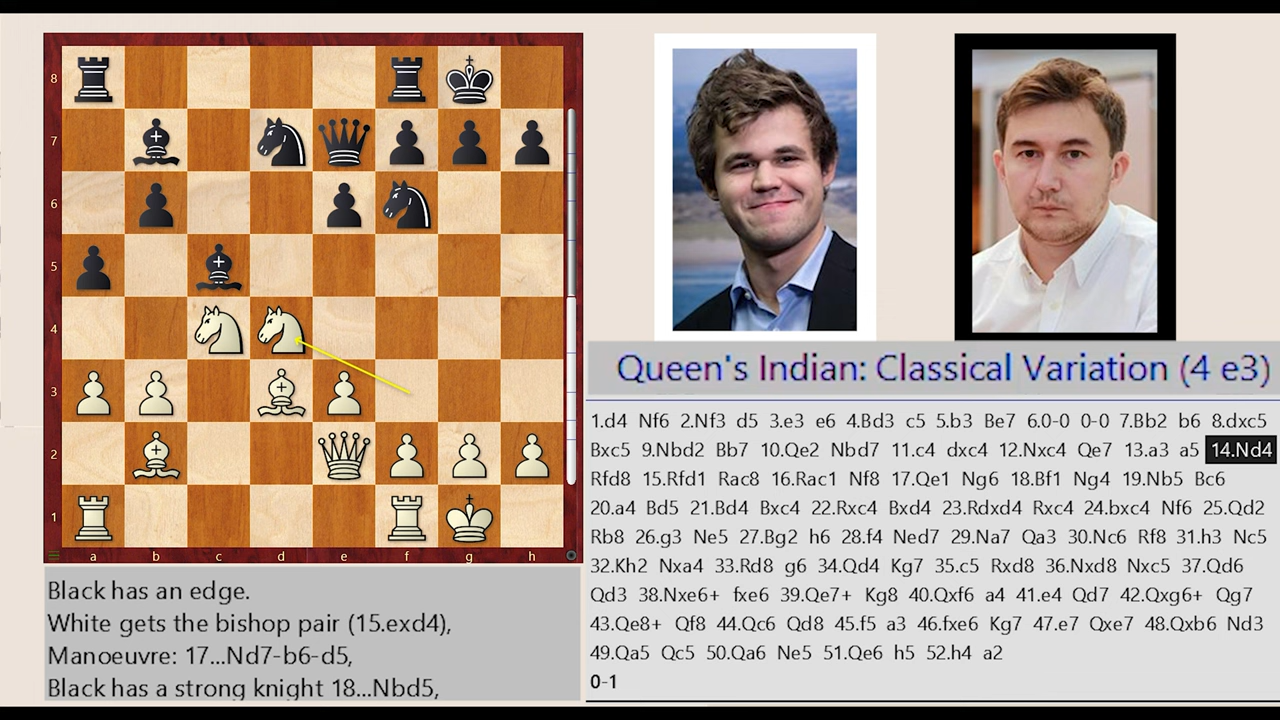 8
7
6
5
4
3
2
1
a b c d e f g h
Black has an edge.
White gets the bishop pair (15.exd4),
Manoeuvre: 17...Nd7-b6-d5,
Black has a strong knight 18...Nbd5,
Queen's Indian: Classical Variation (4 e3)
1.d4 Nf6 2.Nf3 d5 3.e3 e6 4.Bd3 c5 5.b3 Be7 6.0-0 0-0 7.Bb2 b6 8.dxc5
Bxc5 9.Nbd2 Bb7 10.Qe2 Nbd7 11.c4 dxc4 12.Nxc4 Qe7 13.a3 a5 14.Nd4
Rfd8 15.Rfd1 Rac8 16.Rac1 Nf8 17.Qe1 Ng6 18.Bf1 Ng4 19.Nb5 Bc6
20.a4 Bd5 21.Bd4 Bxc4 22.Rxc4 Bxd4 23.Rdxd4 Rxc4 24.bxc4 Nf6 25.Qd2
Rb8 26.g3 Ne5 27.Bg2 h6 28.f4 Ned7 29.Na7 Qa3 30.Nc6 Rf8 31.h3 Nc5
32.Kh2 Nxa4 33.Rd8 g6 34.Qd4 Kg7 35.c5 Rxd8 36.Nxd8 Nxc5 37.Qd6
Qd3 38.Nxe6+ fxe6 39.Qe7+ Kg8 40.Qxf6 a4 41.e4 Qd7 42.Qxg6+ Qg7
43.Qe8+ Qf8 44.Qc6 Qd8 45.f5 a3 46.fxe6 Kg7 47.e7 Qxe7 48.Qxb6 Nd3
49.Qa5 Qc5 50.Qa6 Ne5 51.Qe6 h5 52.h4 a2
0-1